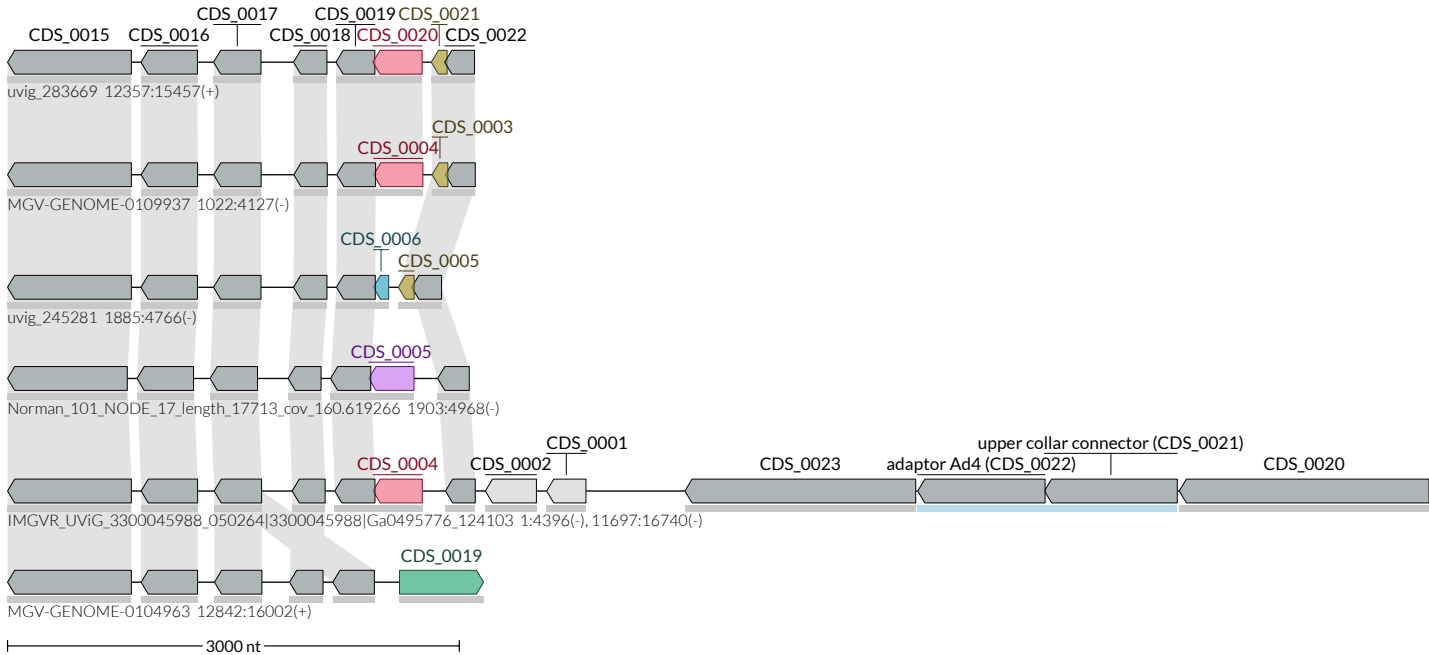 CDS_0017 CDS_0019 CDS_0021
CDS_0015 CDS_0016 CDS_0018 CDS_0020 CDS_0022
uvig_283669 12357:15457(+)
CDS_0003
CDS_0004
MGV-GENOME-0109937 1022:4127(-)
CDS_0006
CDS_0005
uvig_245281 1885:4766(-)
CDS_0005
Norman_101_NODE_17_length_17713_cov_160.619266 1903:4968(-)
CDS_0001 upper collar connector (CDS_0021)
CDS_0004 CDS_0002 CDS_0023 adaptor Ad4 (CDS_0022) CDS_0020
IMGVR_UViG_3300045988_050264|3300045988|Ga0495776_124103 1:4396(-), 11697:16740(-)
CDS_0019
MGV-GENOME-0104963 12842:16002(+)
3000 nt